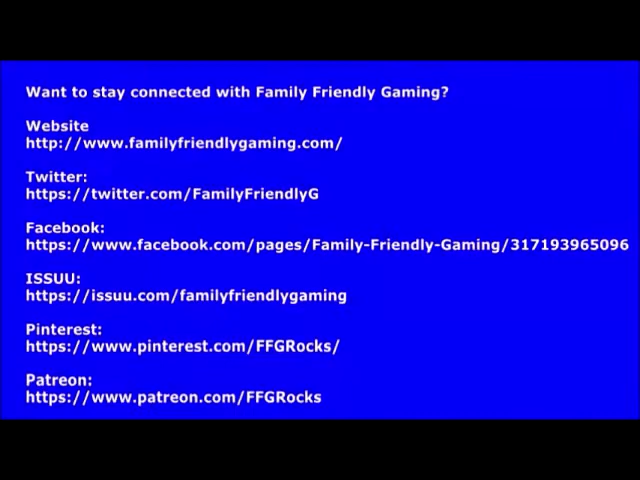 Want to stay connected with Family Friendly Gaming?
Website
http://www.familyfriendlygaming.com/
Twitter:
https://twitter.com/FamilyFriendlyG
Facebook:
https://www.facebook.com/pages/Family-Friendly-Gaming/317193965096
ISSUU:
https://issuu.com/familyfriendlygaming
Pinterest:
https://www.pinterest.com/FFGRocks/
Patreon:
https://www.patreon.com/FFGRocks